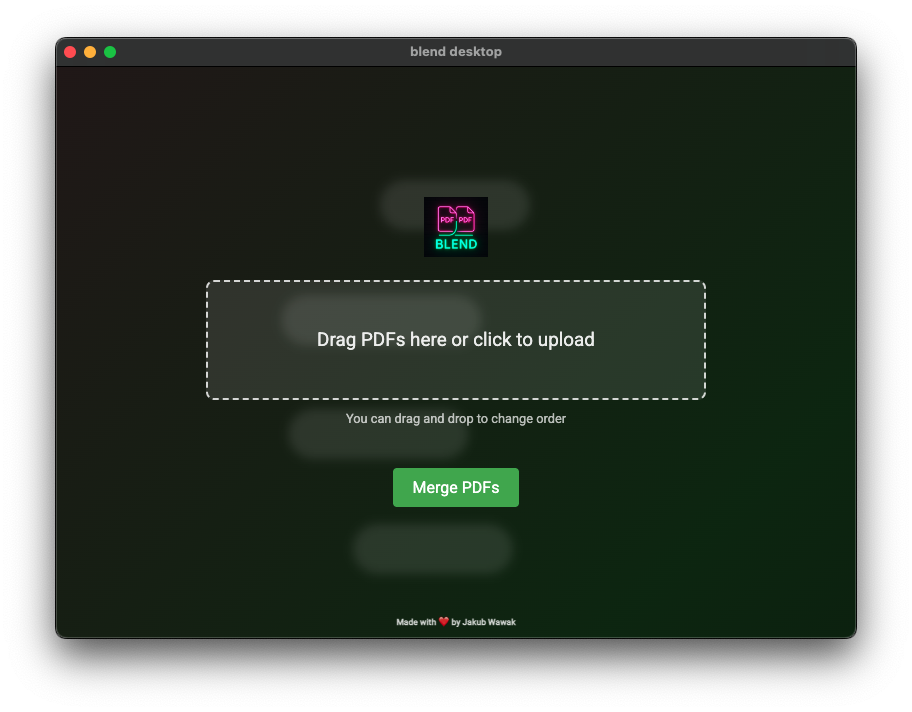 blend desktop
PDF PDF
BLEND
Drag PDFs here or click to upload
You can drag and drop to change order
Merge PDFs
Made with ❤️ by Jakub Wawak